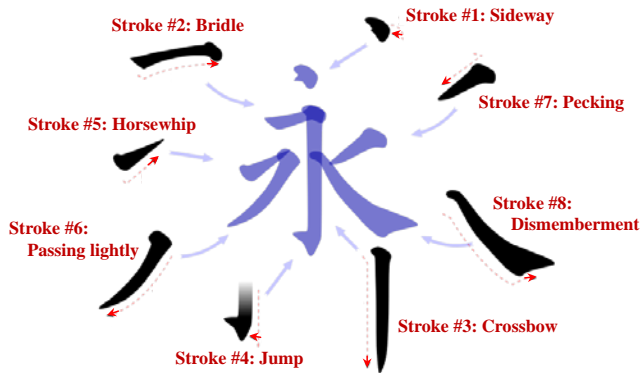 Stroke #1: Sideway
Stroke #2: Bridle
Stroke #7: Pecking
Stroke #5: Horsewhip
永
Stroke #8:
Dismemberment
Stroke #6:
Passing lightly
Stroke #3: Crossbow
Stroke #4: Jump